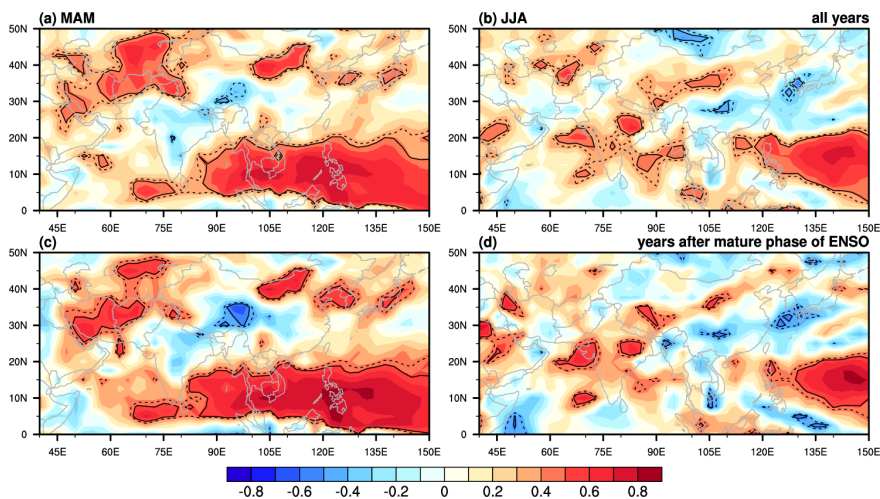 (a) MAM
(b) JJA all years
50N 50N
40N 40N
30N 30N
20N 20N
10N 10N
0 0
45E 60E 75E 90E 105E 120E 135E 150E 45E 60E 75E 90E 105E 120E 135E 150E
(c)
(d) years after mature phase of ENSO
50N 50N
40N 40N
30N 30N
20N 20N
10N 10N
0 0
45E 60E 75E 90E 105E 120E 135E 150E 45E 60E 75E 90E 105E 120E 135E 150E
-0.8 -0.6 -0.4 -0.2 0 0.2 0.4 0.6 0.8